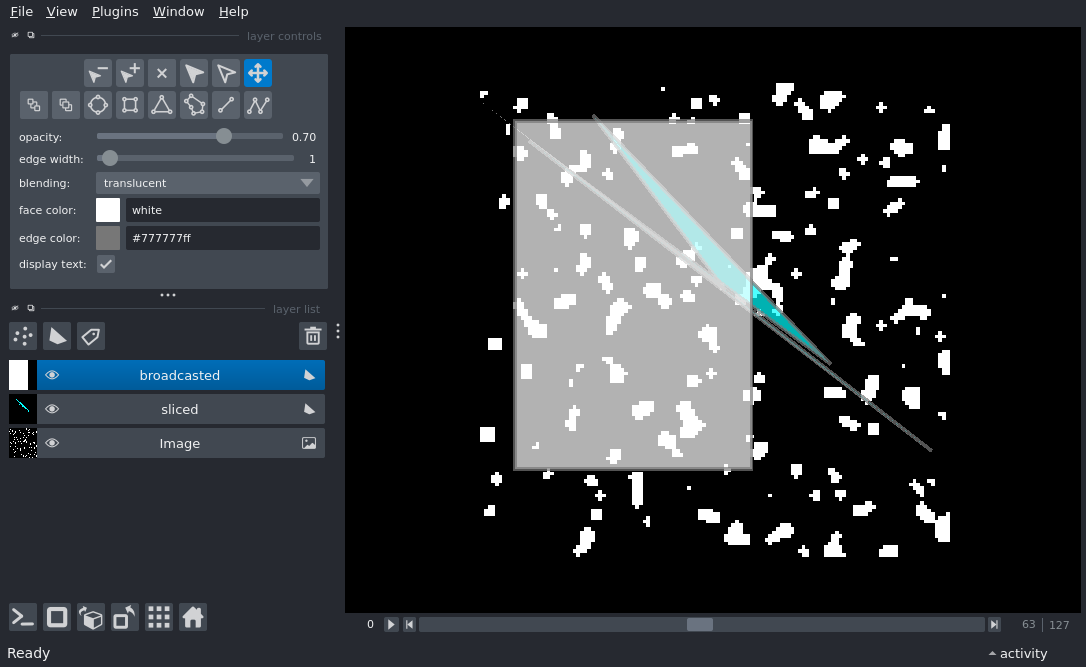 File View Plugins Window Help
layer controls
opacity: 0.70
edge width: 1
blending: translucent
face color: white
edge color: #777777ff
display text:
layer list
broadcasted
sliced
Image
0 63 127
Ready activity